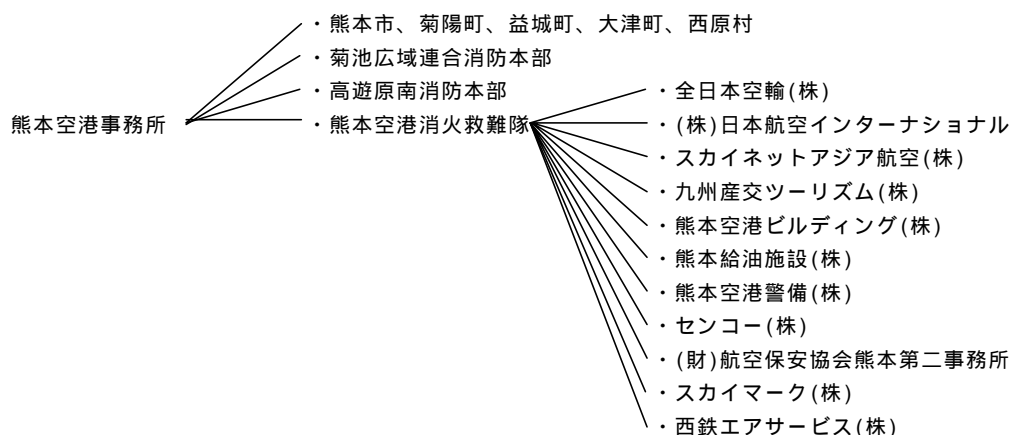 ・熊本市、菊陽町、益城町、大津町、西原村
・菊池広域連合消防本部
・高遊原南消防本部
熊本空港事務所
・熊本空港消火救難隊
・全日本空輸(株)
・(株)日本航空インターナショナル
・スカイネットアジア航空(株)
・九州産交ツーリズム(株)
・熊本空港ビルディング(株)
・熊本給油施設(株)
・熊本空港警備(株)
・センコー(株)
・(財)航空保安協会熊本第二事務所
・スカイマーク(株)
・西鉄エアサービス(株)